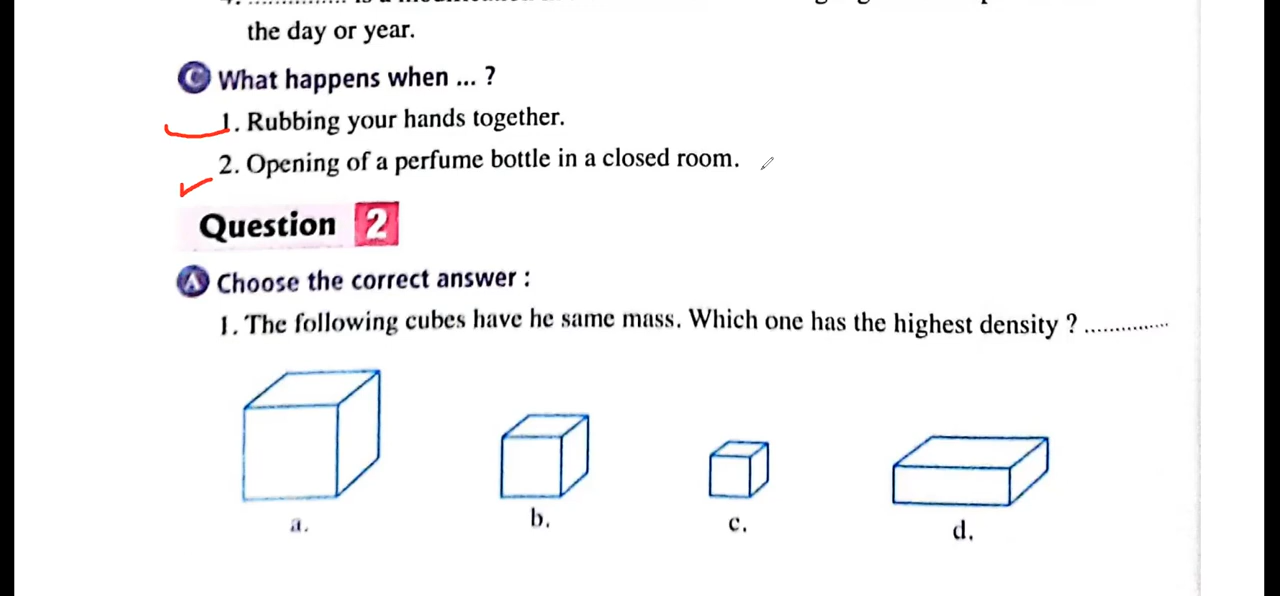 the day or year.
C What happens when ... ?
1. Rubbing your hands together.
2. Opening of a perfume bottle in a closed room.
Question 2
A Choose the correct answer :
1. The following cubes have he same mass. Which one has the highest density ? ..............
a.
b.
c.
d.